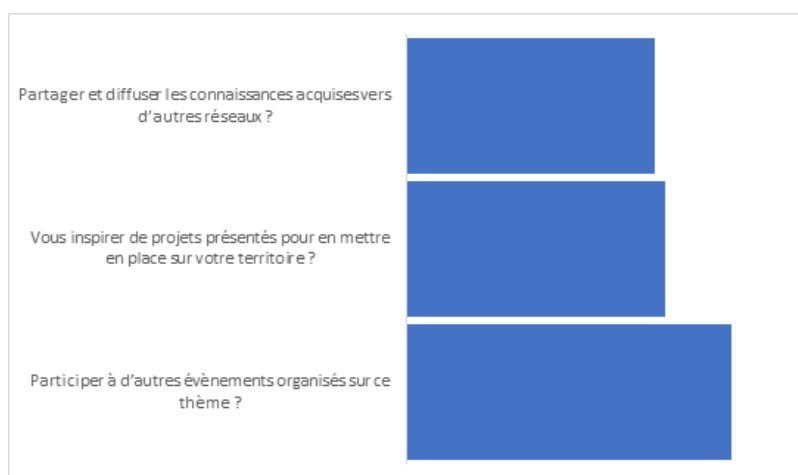 Partager et diffuser les connaissances acquisesvers
d’autres réseaux ?
Vous inspirer de projets présentés pour en mettre
en place sur votre territoire ?
Participer à d’autres évènements organisés sur ce
thème ?